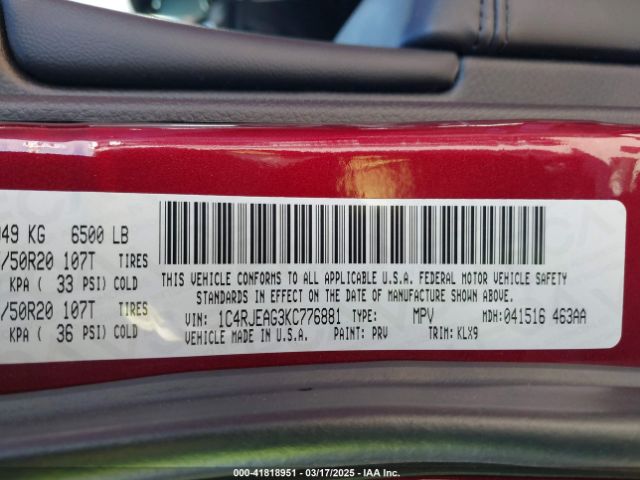 049 KG 6500 LB
/50R20 107T TIRES
KPA ( 33 PSI) COLD
/50R20 107T TIRES
KPA ( 36 PSI) COLD
THIS VEHICLE CONFORMS TO ALL APPLICABLE U.S.A. FEDERAL MOTOR VEHICLE SAFETY
STANDARDS IN EFFECT ON THE DATE OF MANUFACTURE SHOWN ABOVE.
VIN: 1C4RJEAG3KC776881 TYPE: MPV MDH: 041516 463AA
VEHICLE MADE IN U.S.A. PAINT: PRV TRIM: KLX9
000-41818951 — 03/17/2025 — IAA Inc.